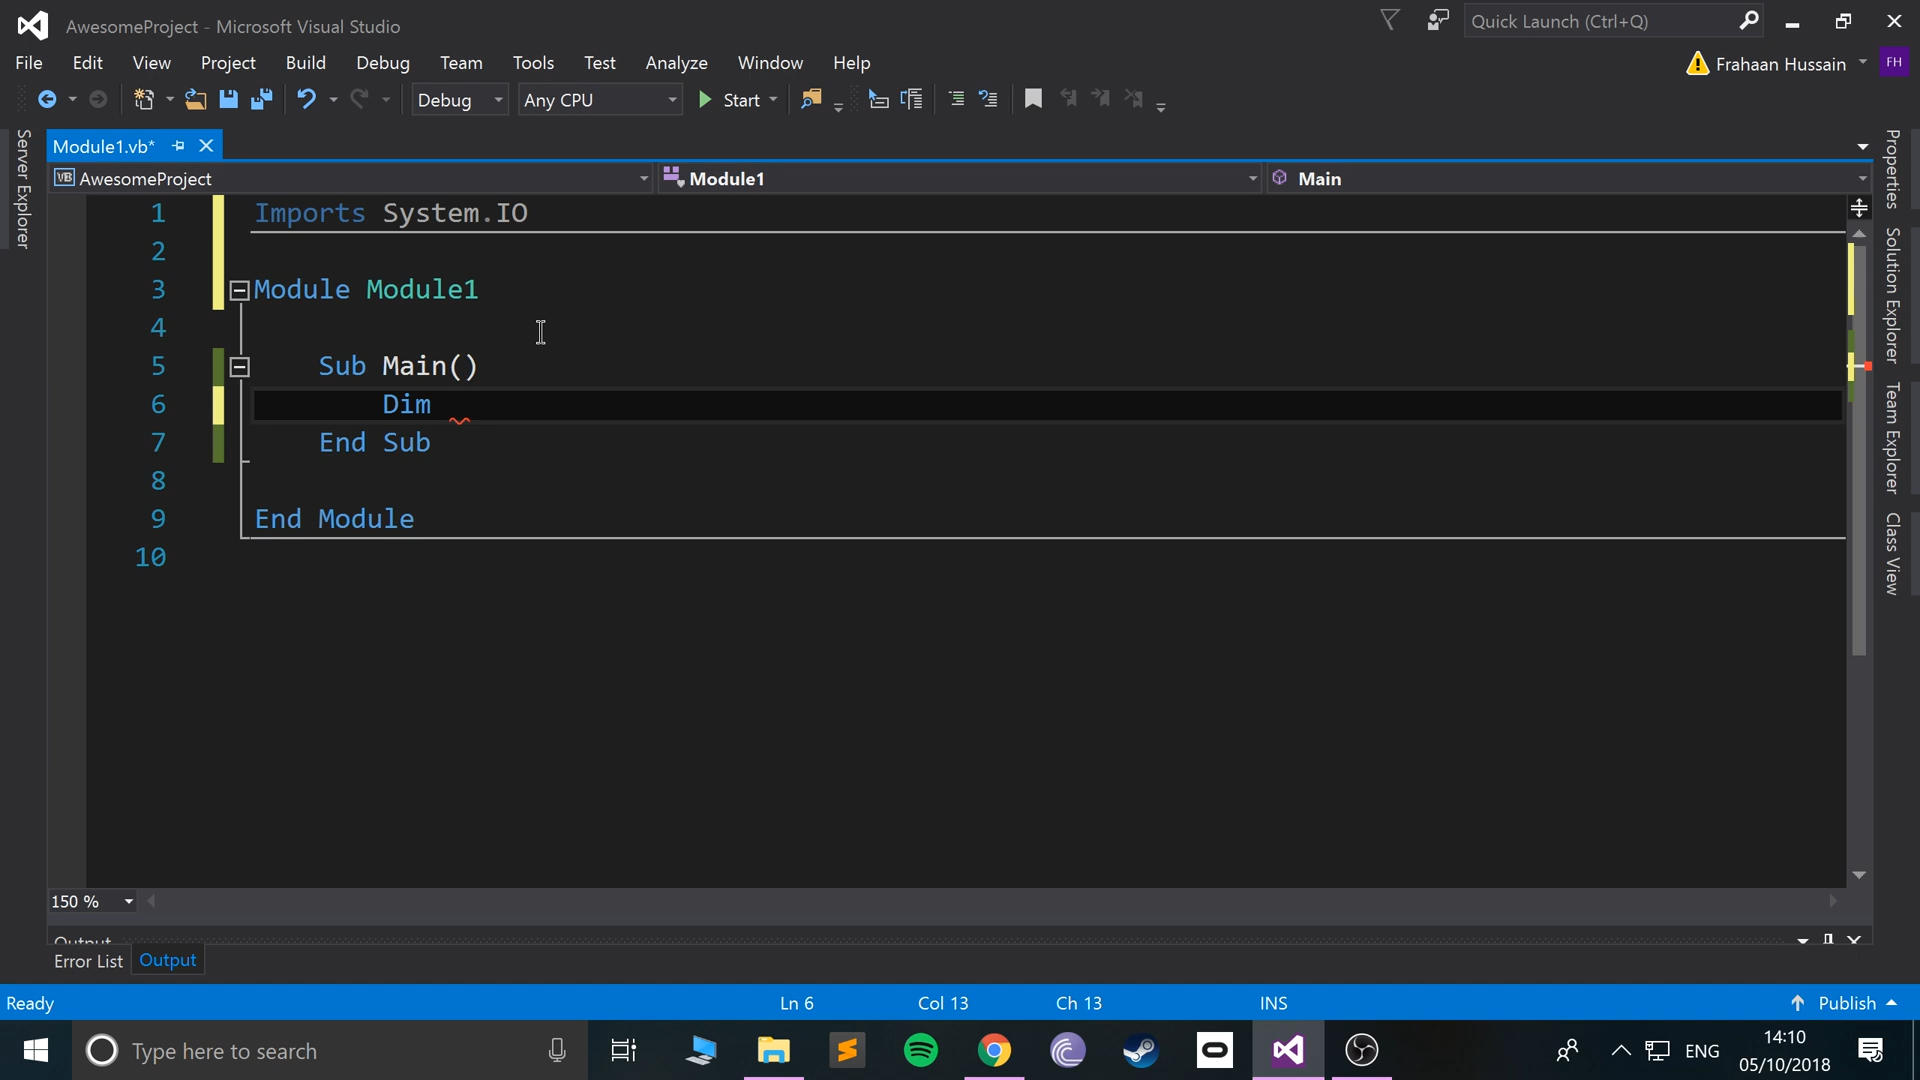 AwesomeProject - Microsoft Visual Studio
Quick Launch (Ctrl+Q)
File Edit View Project Build Debug Team Tools Test Analyze Window Help
Frahaan Hussain FH
Debug Any CPU Start
Server Explorer
Module1.vb*
VB AwesomeProject Module1 Main
1 Imports System.IO
2
3 Module Module1
4
5 Sub Main()
6 Dim
7 End Sub
8
9 End Module
10
Properties
Solution Explorer
Team Explorer
Class View
150 %
Output
Error List Output
Ready Ln 6 Col 13 Ch 13 INS Publish
Type here to search
ENG
14:10
05/10/2018